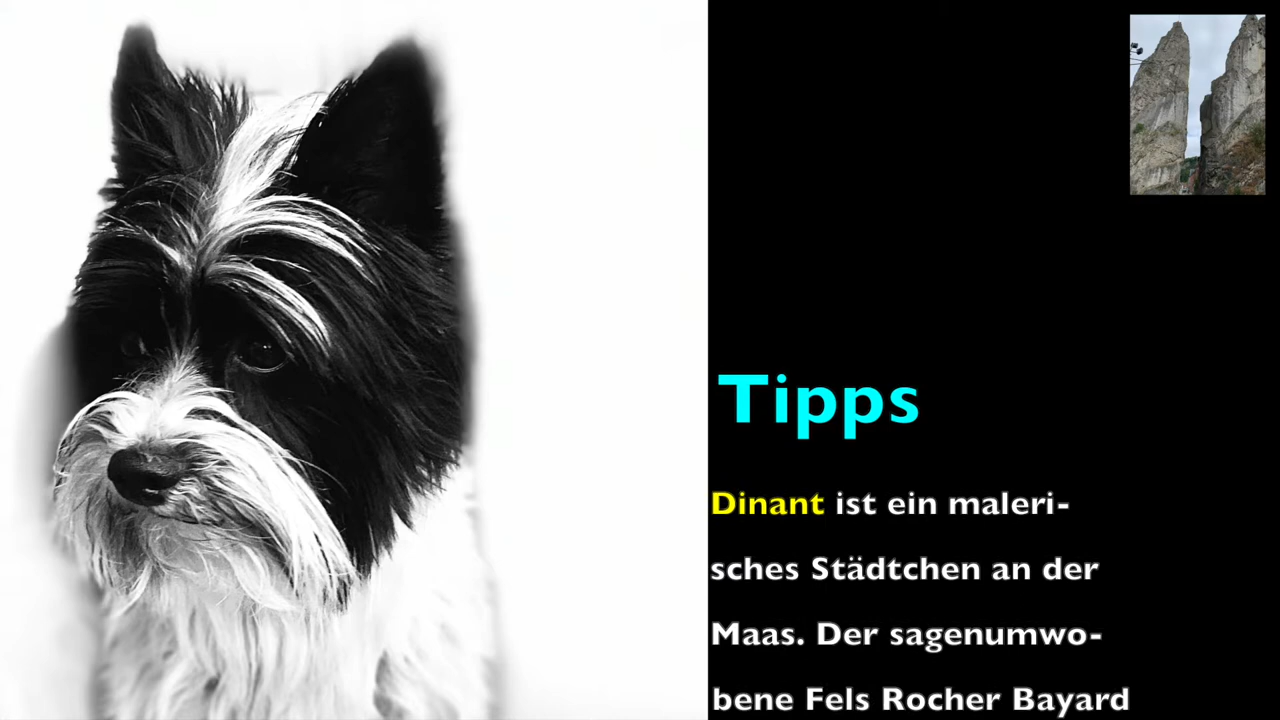 Tipps
Dinant ist ein maleri-
sches Städtchen an der
Maas. Der sagenumwo-
bene Fels Rocher Bayard